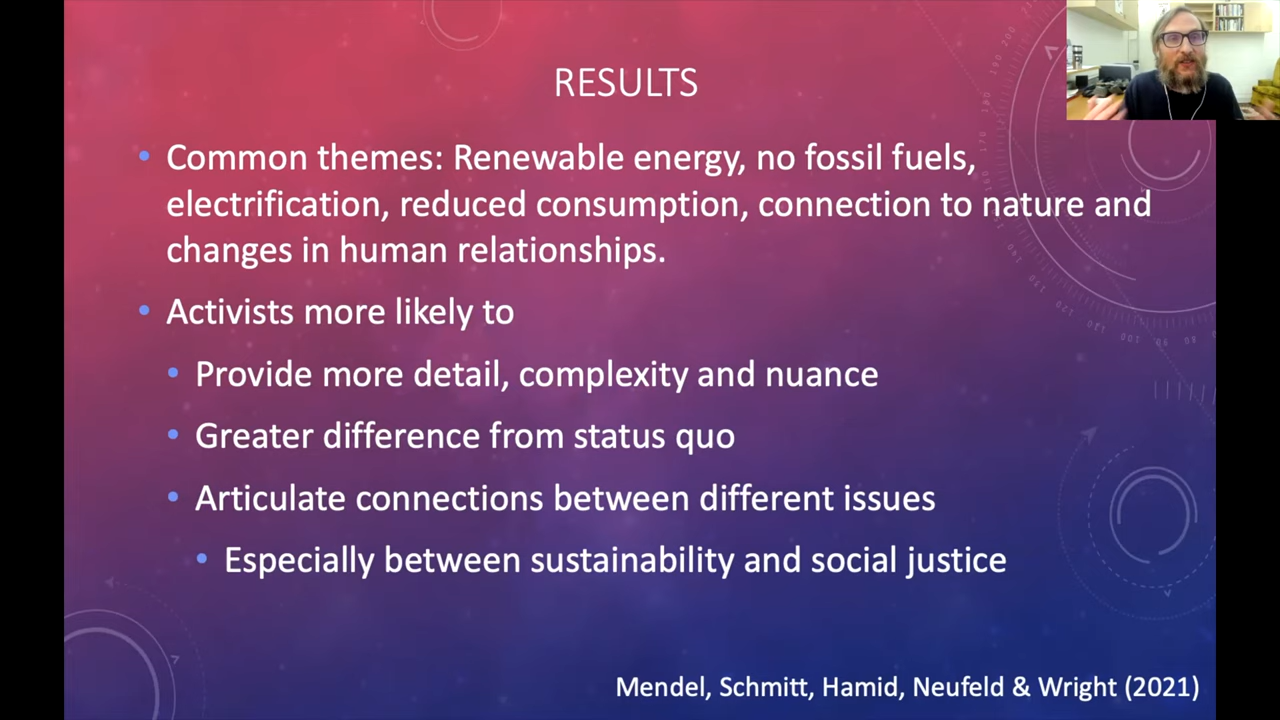 RESULTS
• Common themes: Renewable energy, no fossil fuels,
electrification, reduced consumption, connection to nature and
changes in human relationships.
• Activists more likely to
• Provide more detail, complexity and nuance
• Greater difference from status quo
• Articulate connections between different issues
• Especially between sustainability and social justice
Mendel, Schmitt, Hamid, Neufeld & Wright (2021)